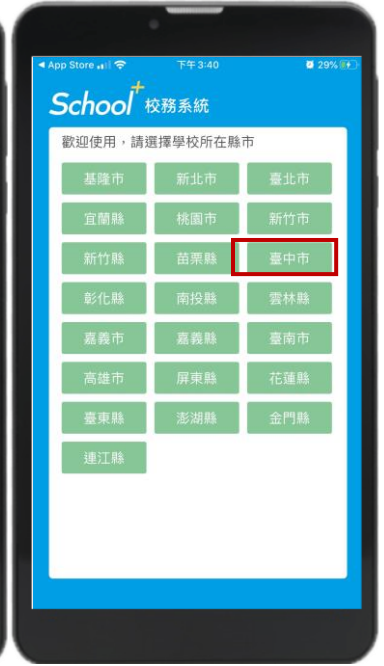 App Store 下午3:40 29%
School+ 校務系統
歡迎使用，請選擇學校所在縣市
基隆市 新北市 臺北市
宜蘭縣 桃園市 新竹市
新竹縣 苗栗縣 臺中市
彰化縣 南投縣 雲林縣
嘉義市 嘉義縣 臺南市
高雄市 屏東縣 花蓮縣
臺東縣 澎湖縣 金門縣
連江縣